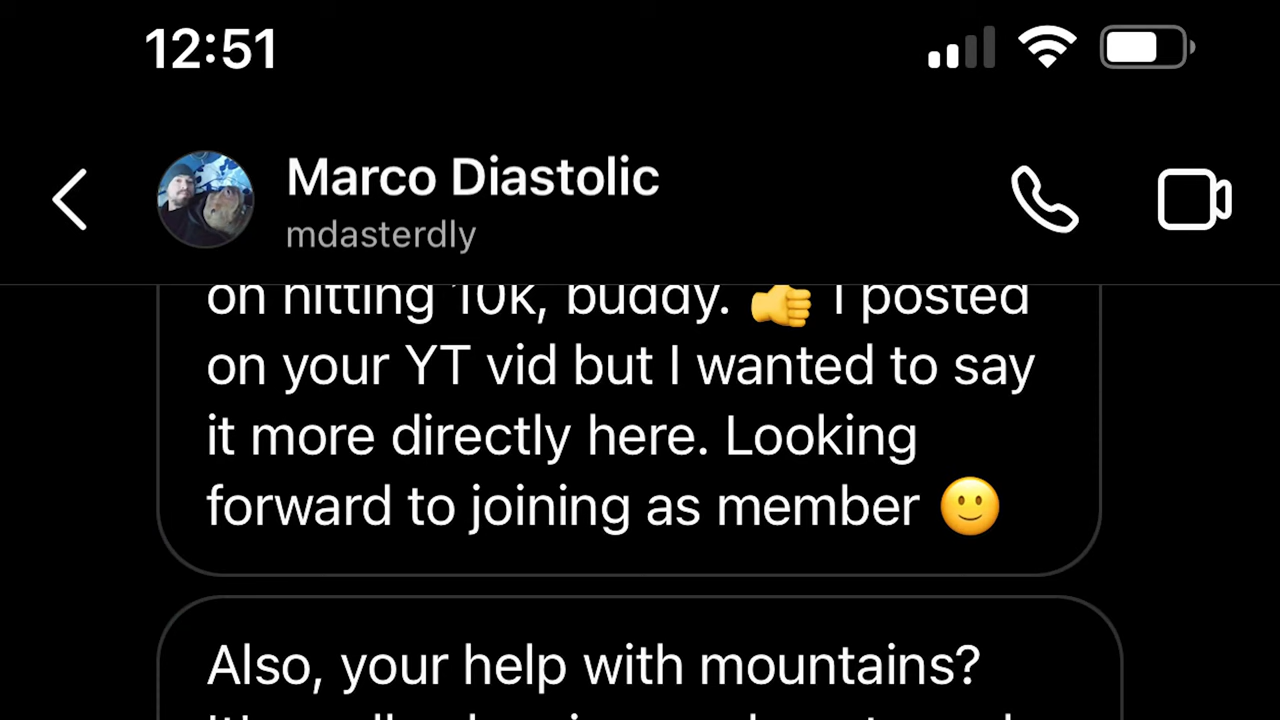 12:51
Marco Diastolic
mdasterdly
on hitting 10k, buddy. 👍 I posted
on your YT vid but I wanted to say
it more directly here. Looking
forward to joining as member 🙂
Also, your help with mountains?